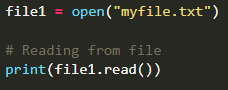 file1 = open("myfile.txt")
# Reading from file
print(file1.read())